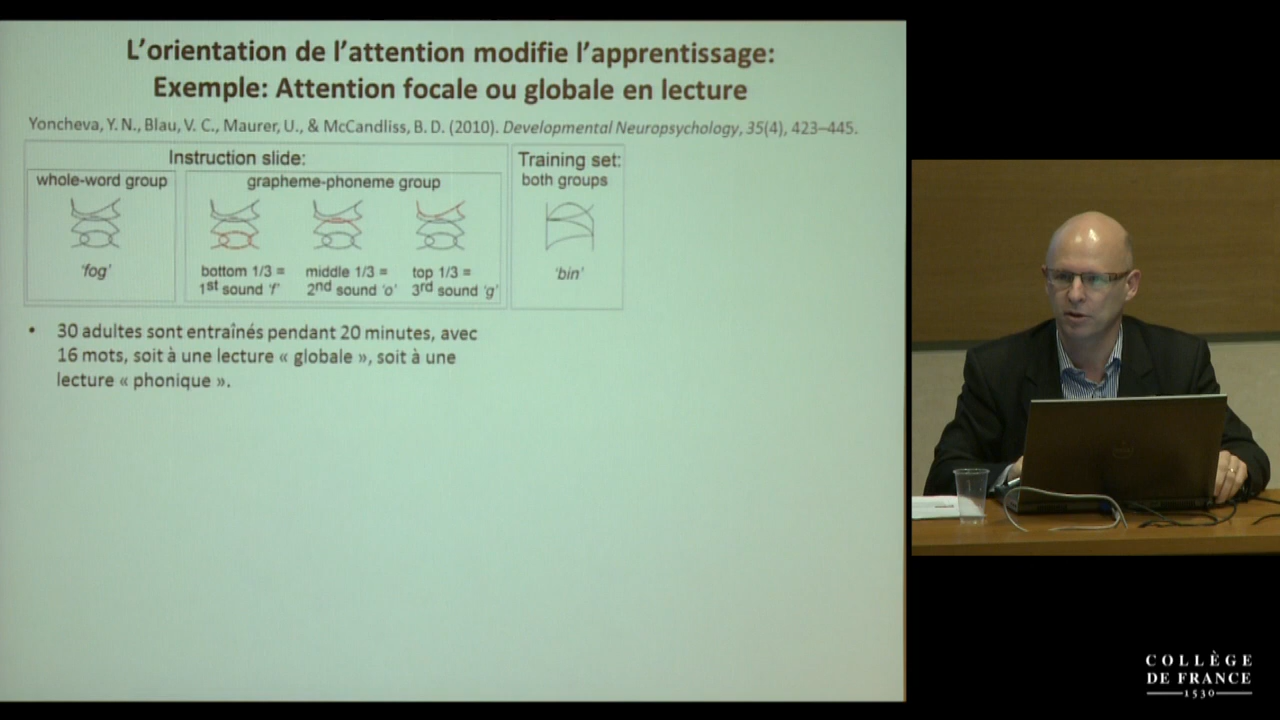 L'orientation de l'attention modifie l'apprentissage:
Exemple: Attention focale ou globale en lecture
Yoncheva, Y. N., Blau, V. C., Maurer, U., & McCandliss, B. D. (2010). Developmental Neuropsychology, 35(4), 423–445.
Instruction slide:
whole-word group
'fog'
grapheme-phoneme group
bottom 1/3 =
1st sound 'f'
middle 1/3 =
2nd sound 'o'
top 1/3 =
3rd sound 'g'
Training set:
both groups
'bin'
• 30 adultes sont entraînés pendant 20 minutes, avec
16 mots, soit à une lecture « globale », soit à une
lecture « phonique ».
COLLÈGE
DE FRANCE
1530